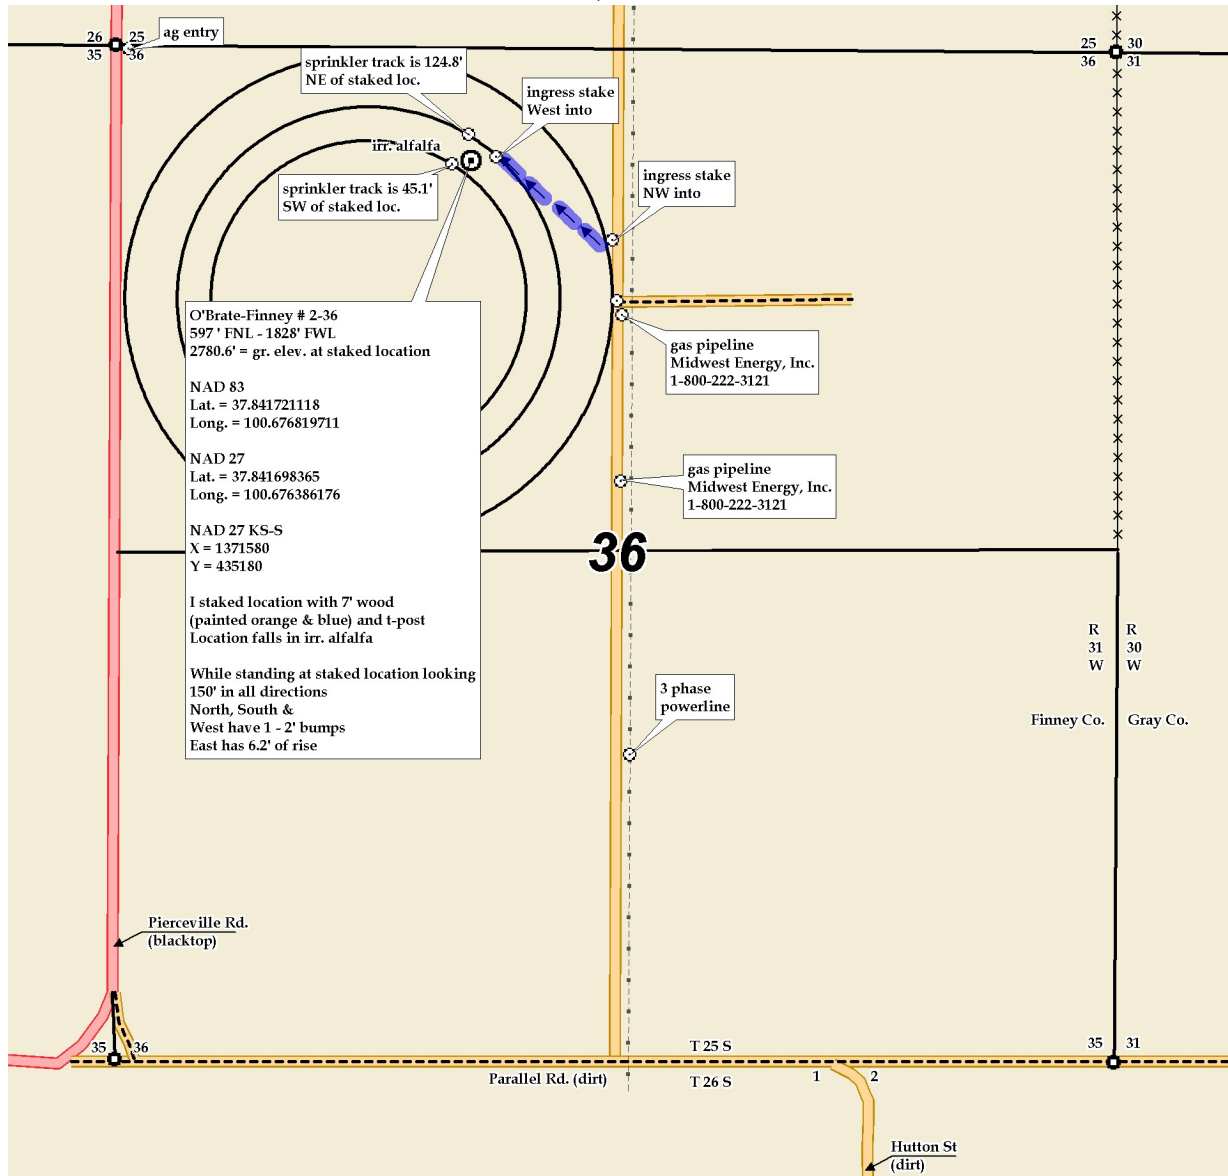 ag entry
26 25
35 36
25 30
36 31
sprinkler track is 124.8'
NE of staked loc.
ingress stake
West into
irr. alfalfa
sprinkler track is 45.1'
SW of staked loc.
ingress stake
NW into
O'Brate-Finney # 2-36
597 ' FNL - 1828' FWL
2780.6' = gr. elev. at staked location
NAD 83
Lat. = 37.841721118
Long. = 100.676819711
NAD 27
Lat. = 37.841698365
Long. = 100.676386176
NAD 27 KS-S
X = 1371580
Y = 435180
I staked location with 7' wood
(painted orange & blue) and t-post
Location falls in irr. alfalfa
While standing at staked location looking
150' in all directions
North, South &
West have 1 - 2' bumps
East has 6.2' of rise
gas pipeline
Midwest Energy, Inc.
1-800-222-3121
gas pipeline
Midwest Energy, Inc.
1-800-222-3121
36
R R
31 30
W W
3 phase
powerline
Finney Co. Gray Co.
Pierceville Rd.
(blacktop)
35 36
35 31
T 25 S
Parallel Rd. (dirt)
T 26 S
1 2
Hutton St
(dirt)